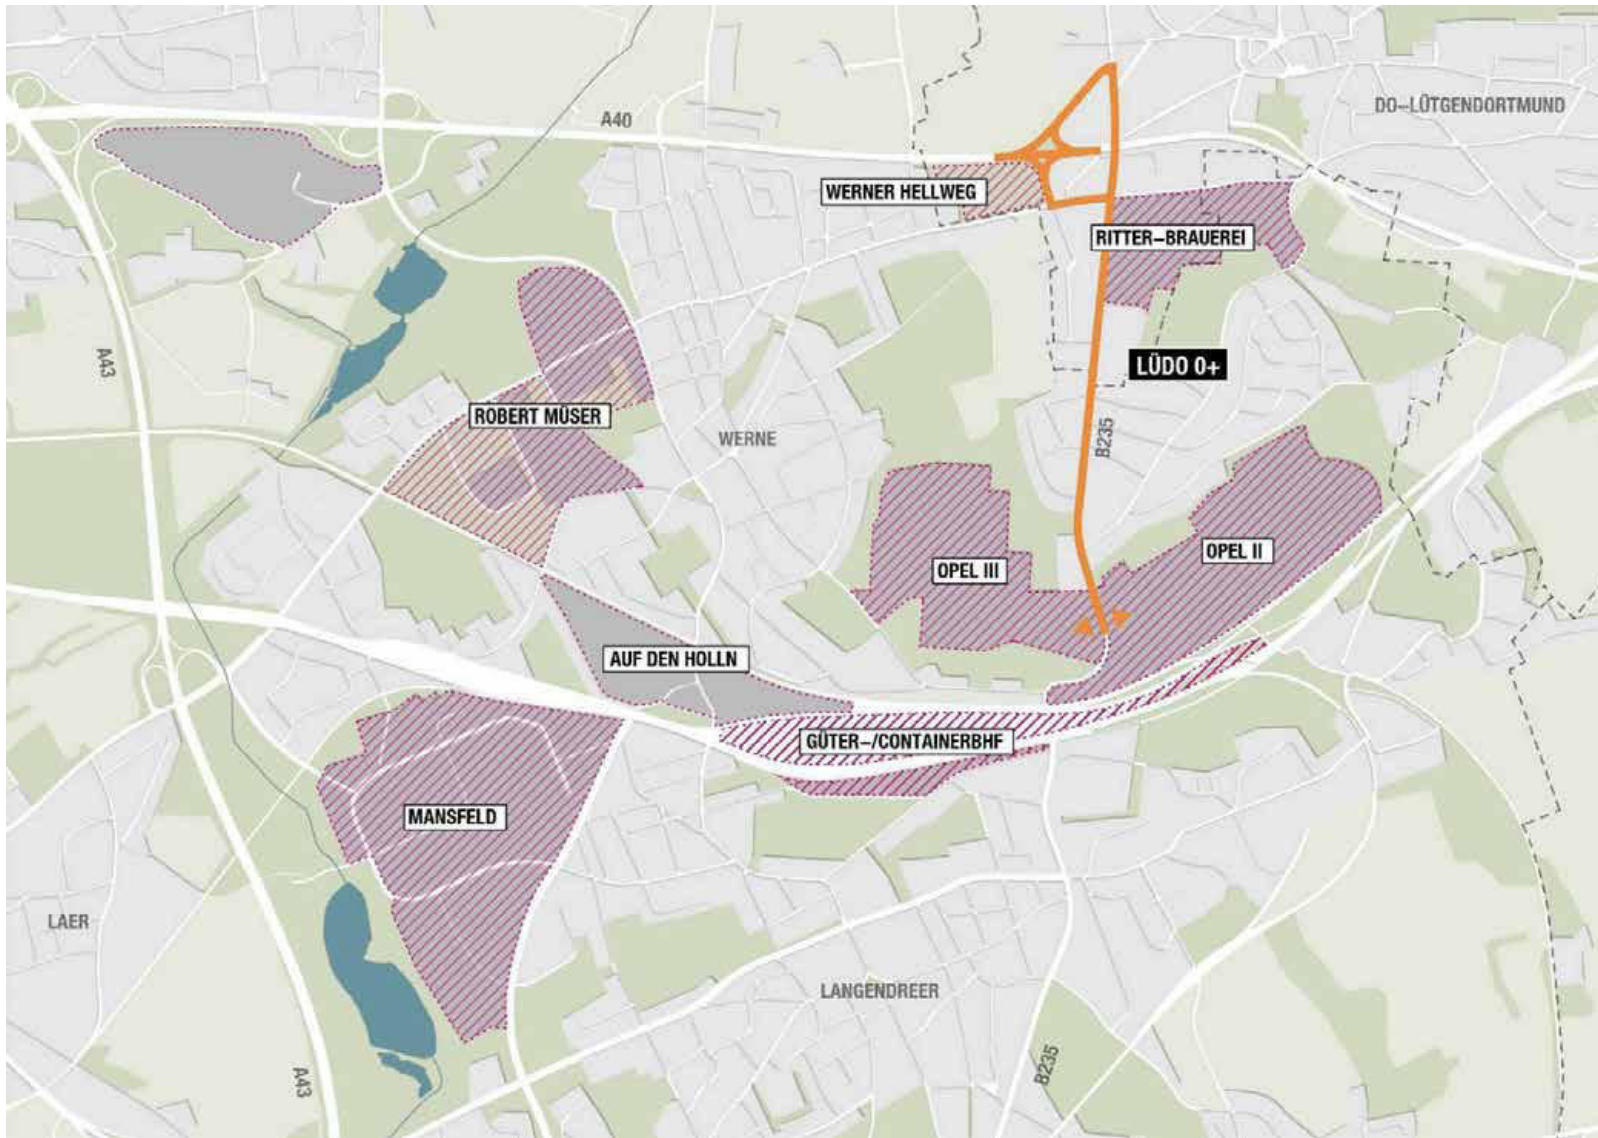 A40
DO–LÜTGENDORTMUND
WERNER HELLWEG
RITTER–BRAUEREI
A43
LÜDO 0+
ROBERT MÜSER
WERNE
B235
OPEL II
OPEL III
AUF DEN HOLLN
GÜTER–/CONTAINERBHF
MANSFELD
LAER
LANGENDREER
B235
A43